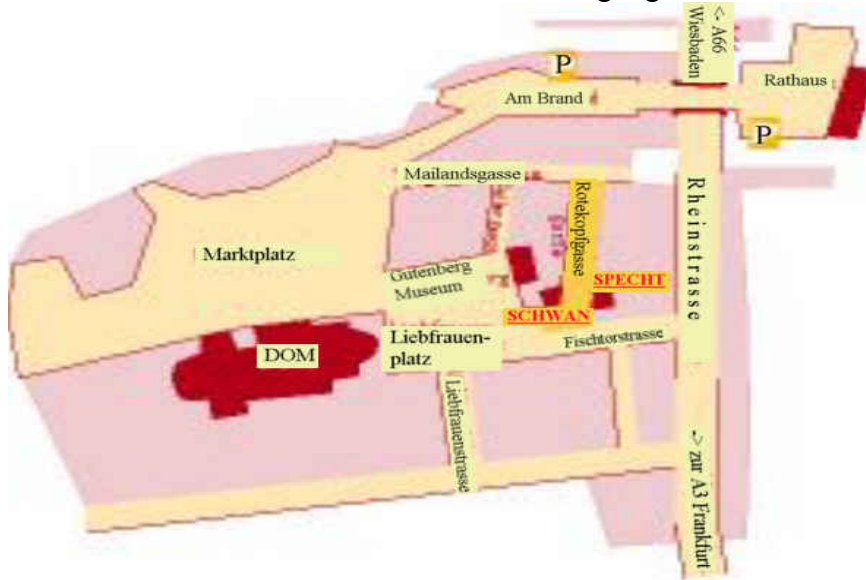 <- A66
Wiesbaden
P
Rathaus
Am Brand
P
Mailandsgasse
Rotekopfgasse
Rheinstrasse
Marktplatz
Gutenberg
Museum
SPECHT
SCHWAN
DOM
Liebfrauen-
platz
Fischtorstrasse
Liebfrauenstrasse
-> zur A3 Frankfurt